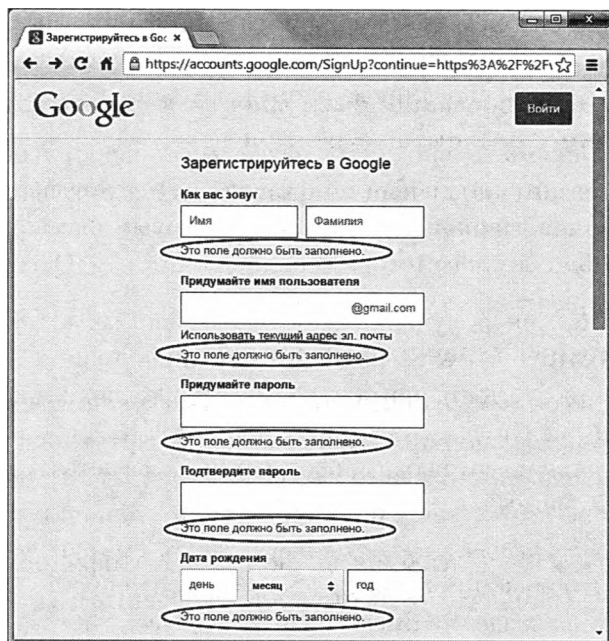 Зарегистрируйтесь в Goo
https://accounts.google.com/SignUp?continue=https%3A%2F%2F
Google
Войти
Зарегистрируйтесь в Google
Как вас зовут
Имя Фамилия
Это поле должно быть заполнено.
Придумайте имя пользователя
@gmail.com
Использовать текущий адрес эл. почты
Это поле должно быть заполнено.
Придумайте пароль
Это поле должно быть заполнено.
Подтвердите пароль
Это поле должно быть заполнено.
Дата рождения
день месяц год
Это поле должно быть заполнено.